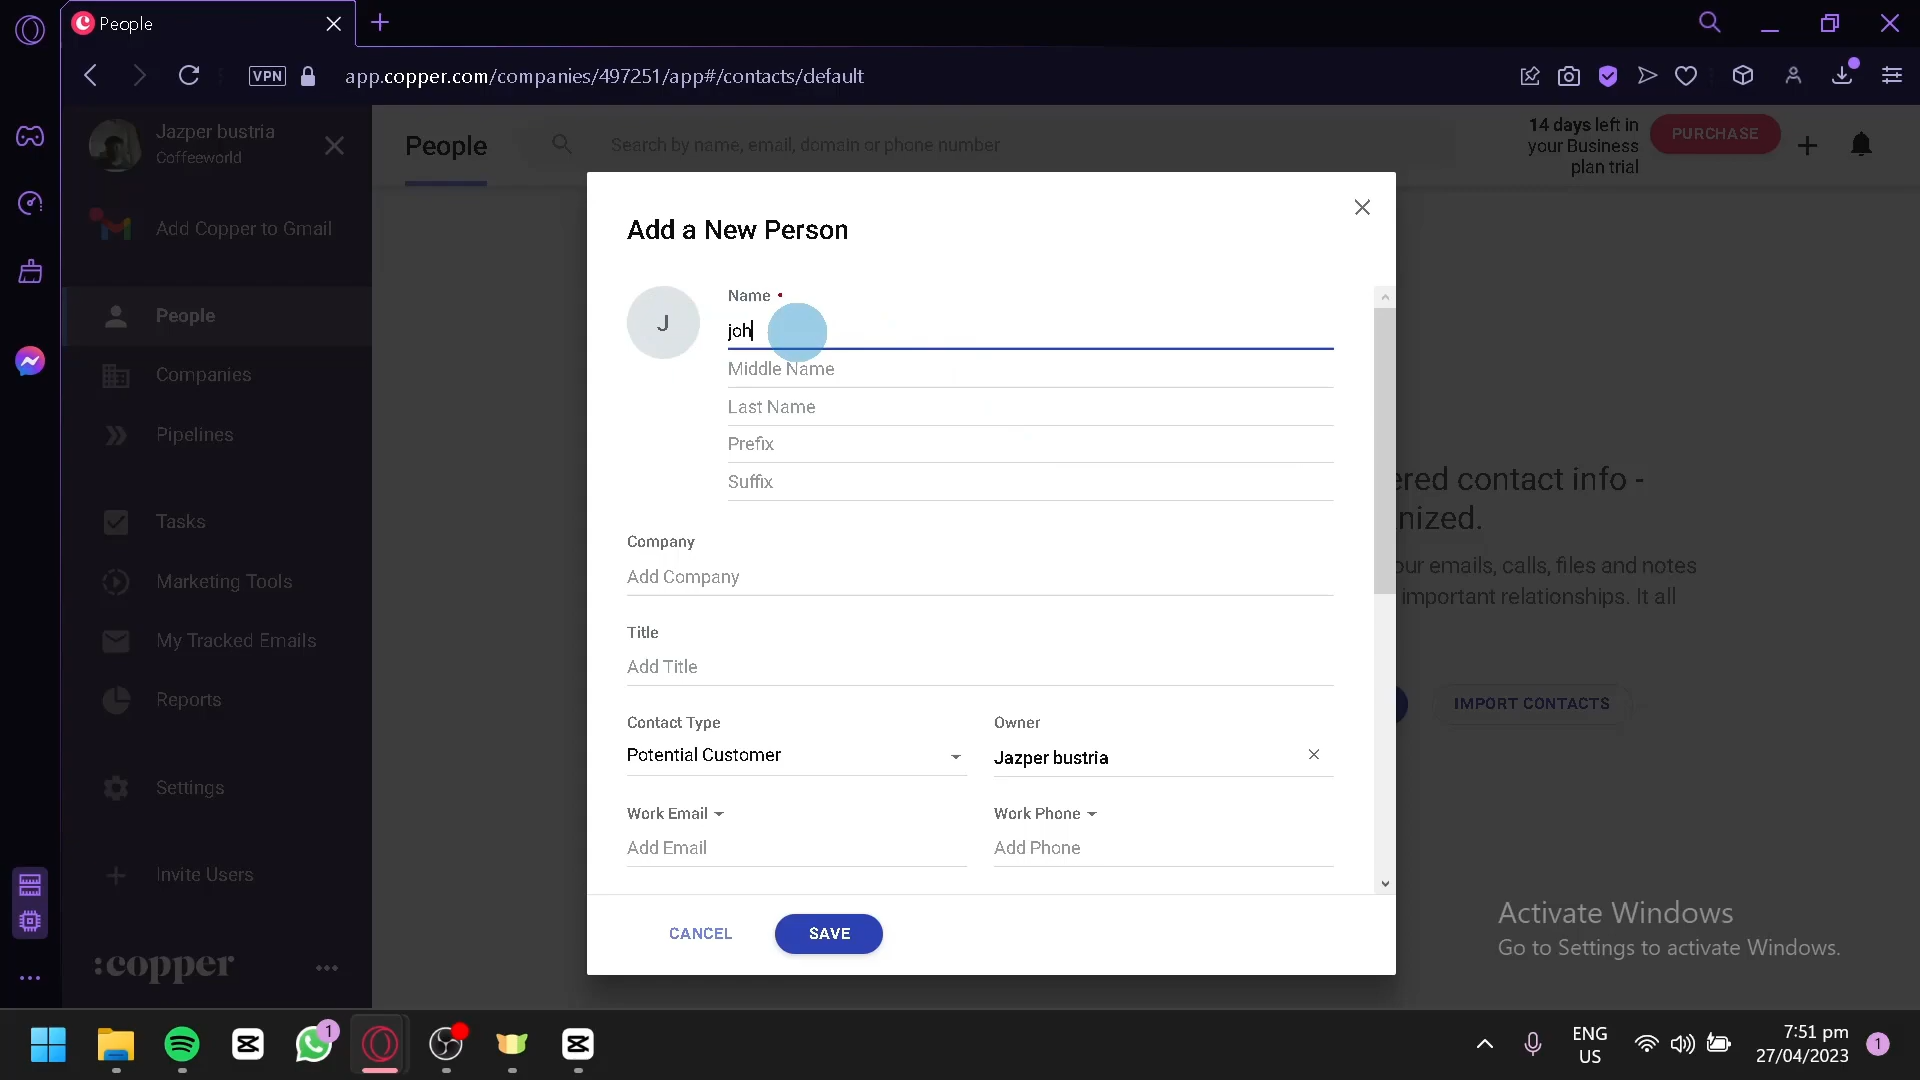 People
VPN
app.copper.com/companies/497251/app#/contacts/default
Jazper bustria
Coffeeworld
Add Copper to Gmail
People
Companies
Pipelines
Tasks
Marketing Tools
My Tracked Emails
Reports
Settings
Invite Users
:copper
People
Search by name, email, domain or phone number
14 days left in
your Business
plan trial
PURCHASE
Add a New Person
J
Name •
joh
Middle Name
Last Name
Prefix
Suffix
Company
Add Company
Title
Add Title
Contact Type
Potential Customer
Owner
Jazper bustria
Work Email
Add Email
Work Phone
Add Phone
CANCEL
SAVE
ered contact info -
nized.
our emails, calls, files and notes
important relationships. It all
IMPORT CONTACTS
Activate Windows
Go to Settings to activate Windows.
1
ENG
US
7:51 pm
27/04/2023
1